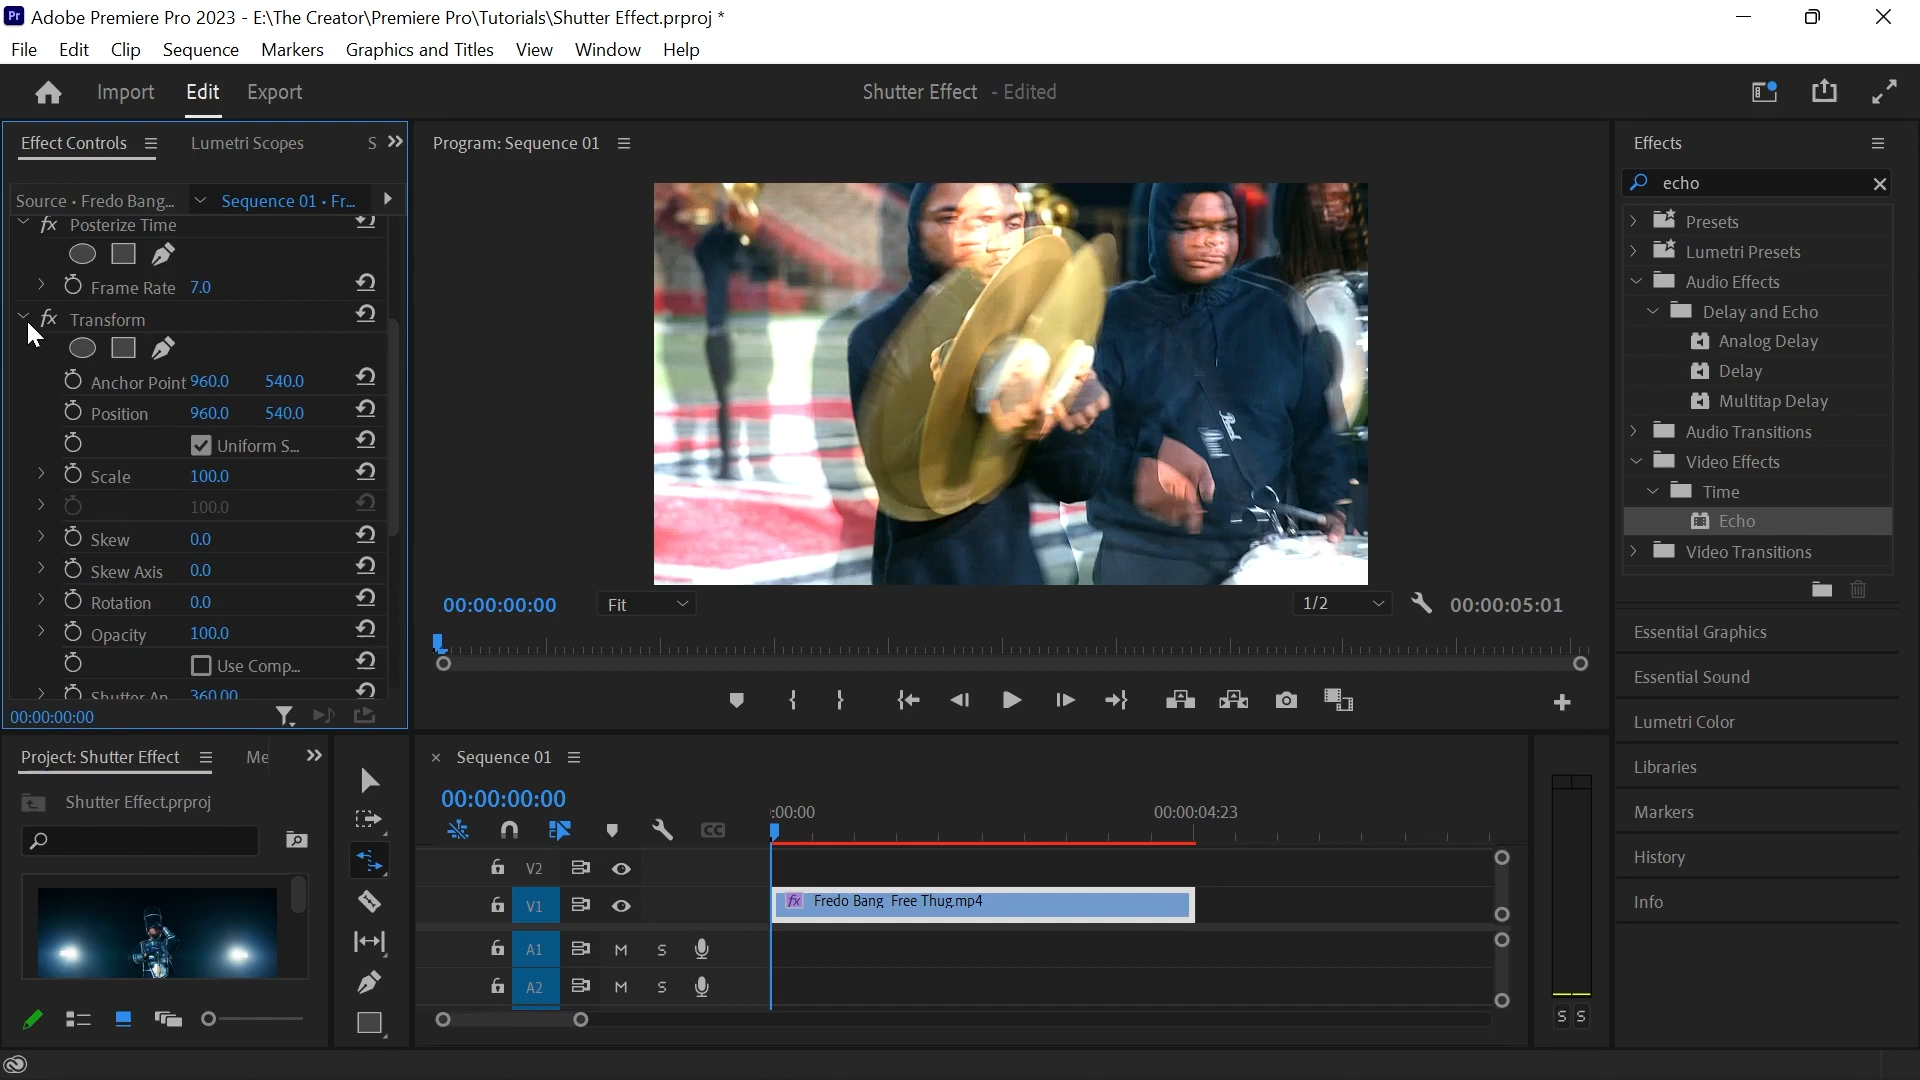 Pr Adobe Premiere Pro 2023 - E:\The Creator\Premiere Pro\Tutorials\Shutter Effect.prproj *
File Edit Clip Sequence Markers Graphics and Titles View Window Help
Import Edit Export Shutter Effect - Edited
Effect Controls Lumetri Scopes S
Source • Fredo Bang... Sequence 01 • Fr...
fx Posterize Time
Frame Rate 7.0
fx Transform
Anchor Point 960.0 540.0
Position 960.0 540.0
Uniform S...
Scale 100.0
100.0
Skew 0.0
Skew Axis 0.0
Rotation 0.0
Opacity 100.0
Use Comp...
Shutter An 360.00
00:00:00:00
Program: Sequence 01
00:00:00:00 Fit 1/2 00:00:05:01
Effects
echo
Presets
Lumetri Presets
Audio Effects
Delay and Echo
Analog Delay
Delay
Multitap Delay
Audio Transitions
Video Effects
Time
Echo
Video Transitions
Essential Graphics
Essential Sound
Lumetri Color
Libraries
Markers
History
Info
Project: Shutter Effect Me
Shutter Effect.prproj
× Sequence 01
00:00:00:00
:00:00 00:00:04:23
CC
V2
V1 fx Fredo Bang Free Thug.mp4
A1 M S
A2 M S
S S